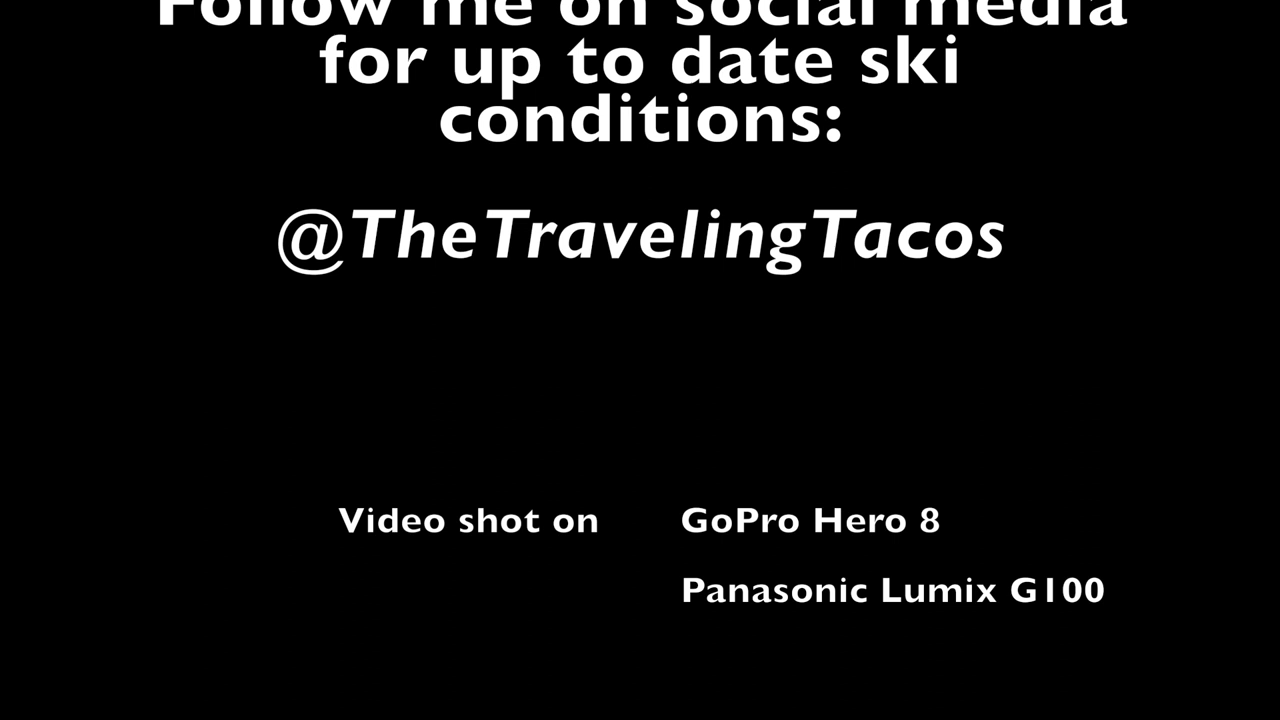 Follow me on social media
for up to date ski
conditions:
@TheTravelingTacos
Video shot on GoPro Hero 8
Panasonic Lumix G100